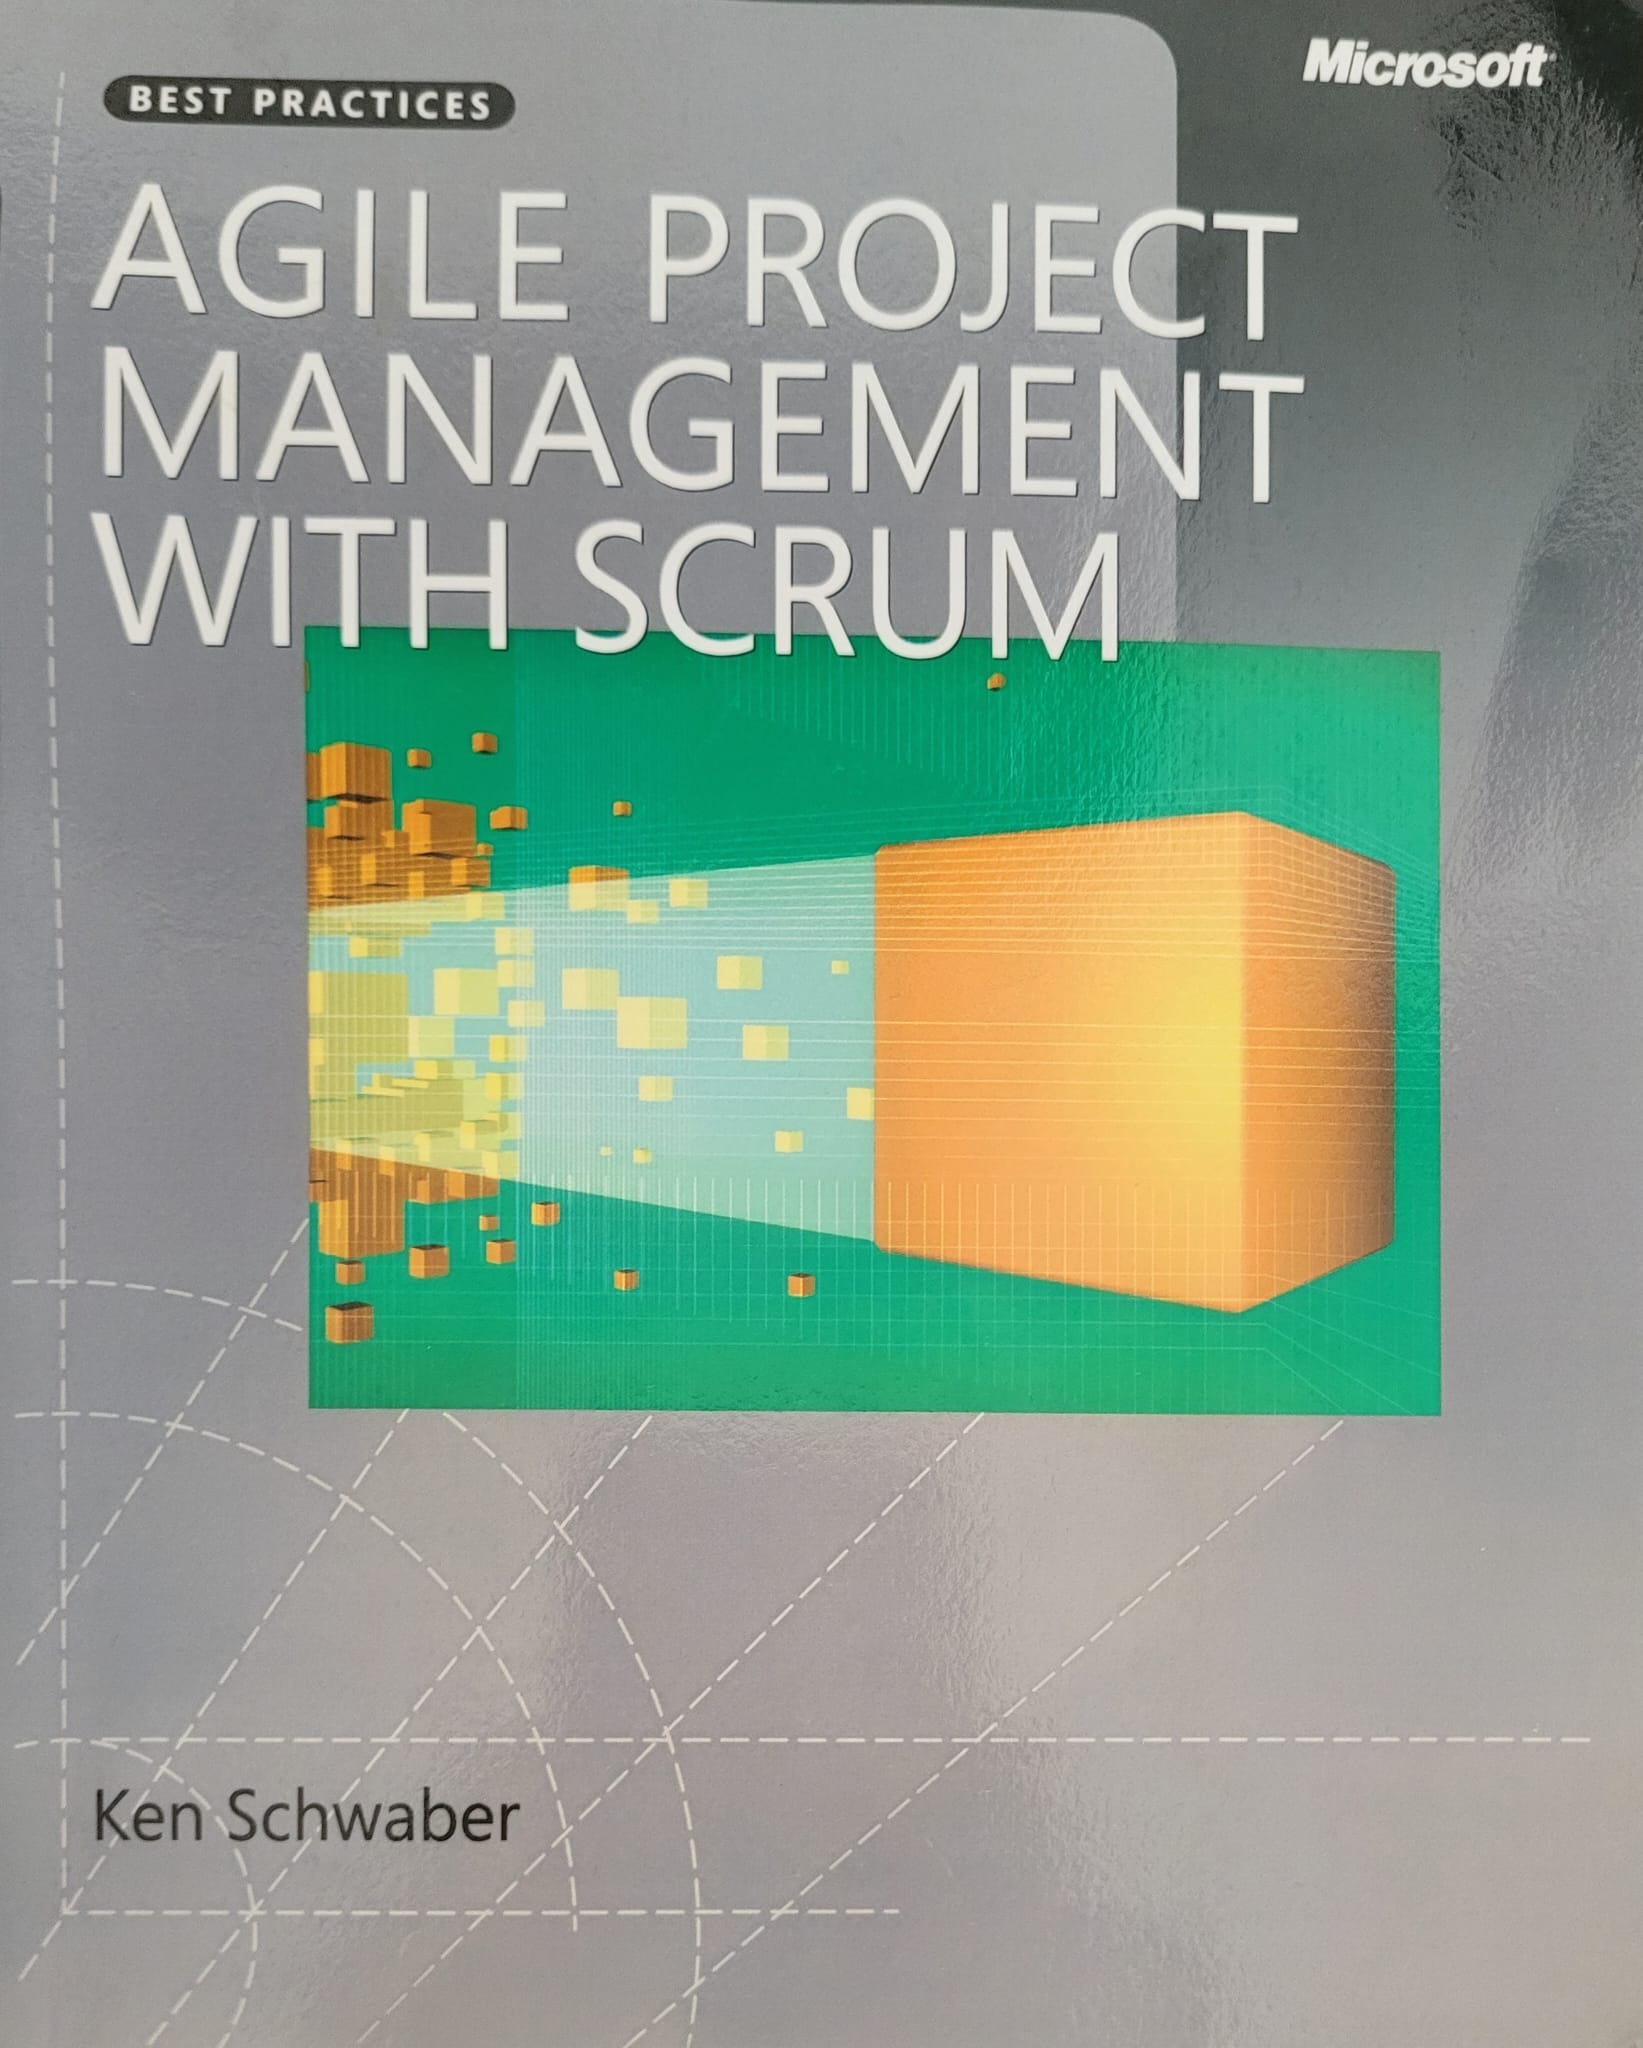 Microsoft
BEST PRACTICES
AGILE PROJECT
MANAGEMENT
WITH SCRUM
Ken Schwaber